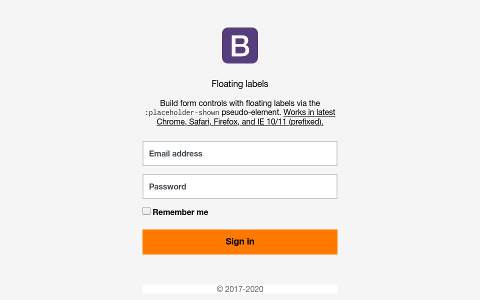 B
Floating labels
Build form controls with floating labels via the
:placeholder-shown pseudo-element. Works in latest
Chrome, Safari, Firefox, and IE 10/11 (prefixed).
Email address
Password
Remember me
Sign in
© 2017-2020